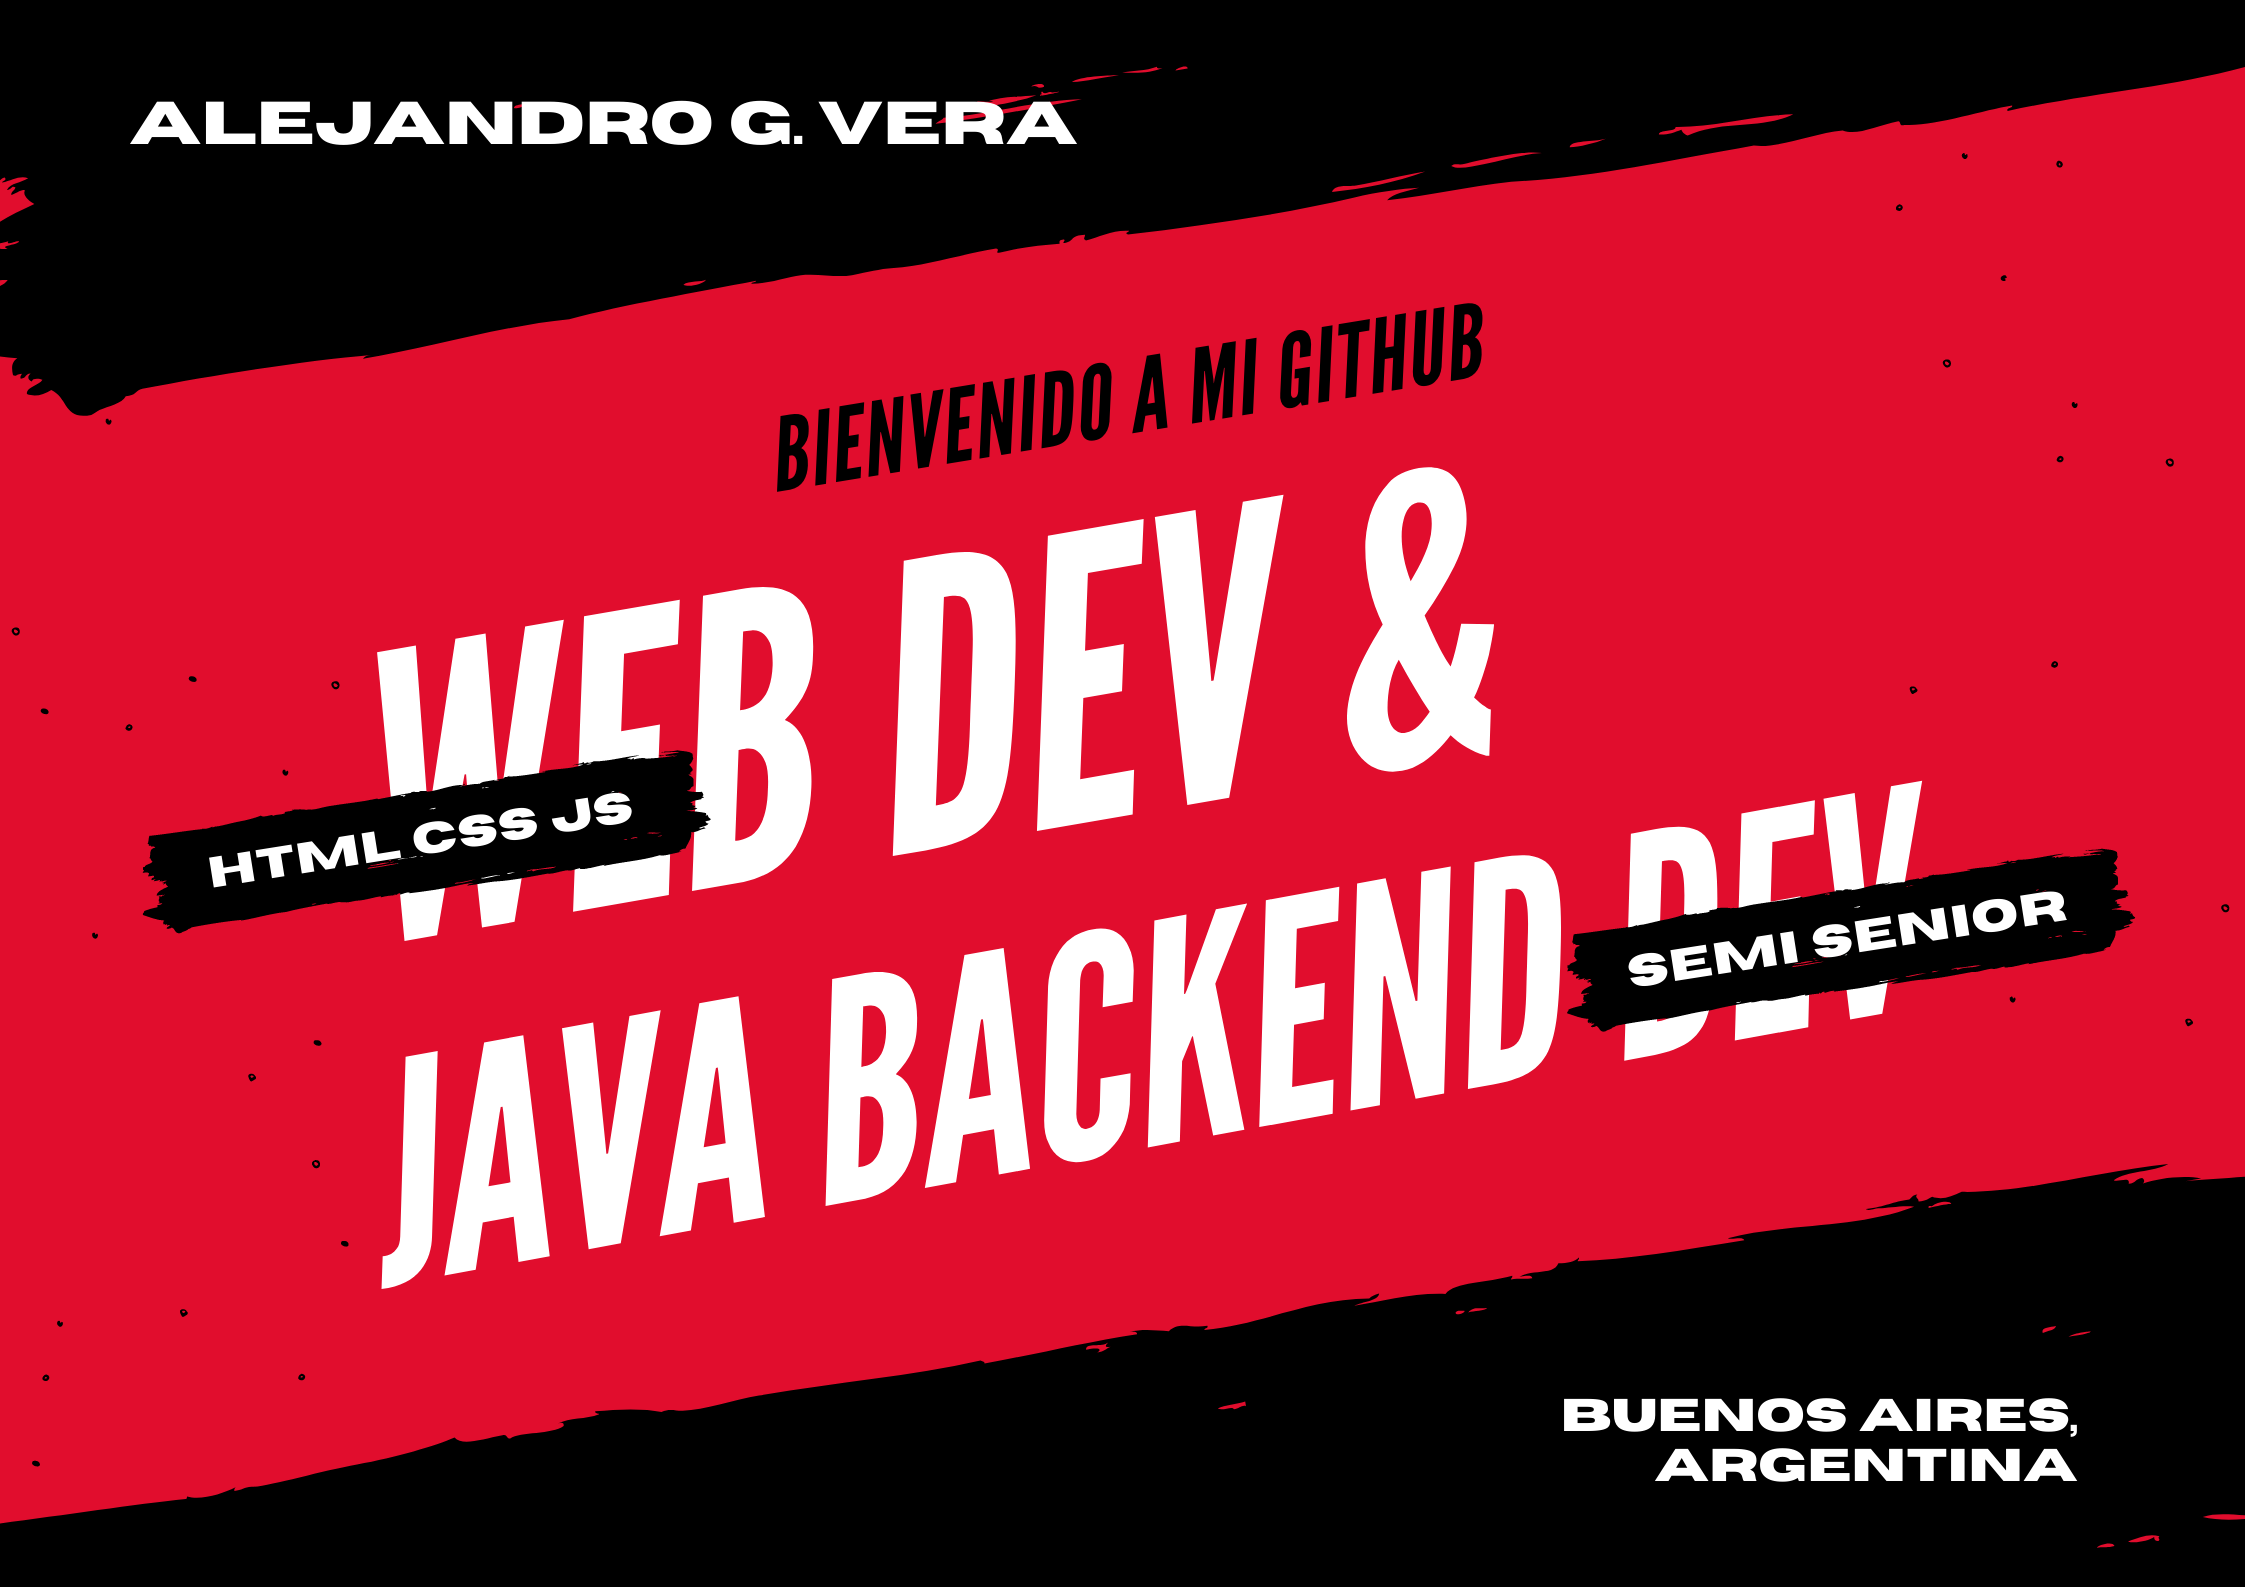 ALEJANDRO G. VERA
BIENVENIDO A MI GITHUB
WEB DEV &
HTML CSS JS
JAVA BACKEND DEV
SEMI SENIOR
BUENOS AIRES,
ARGENTINA